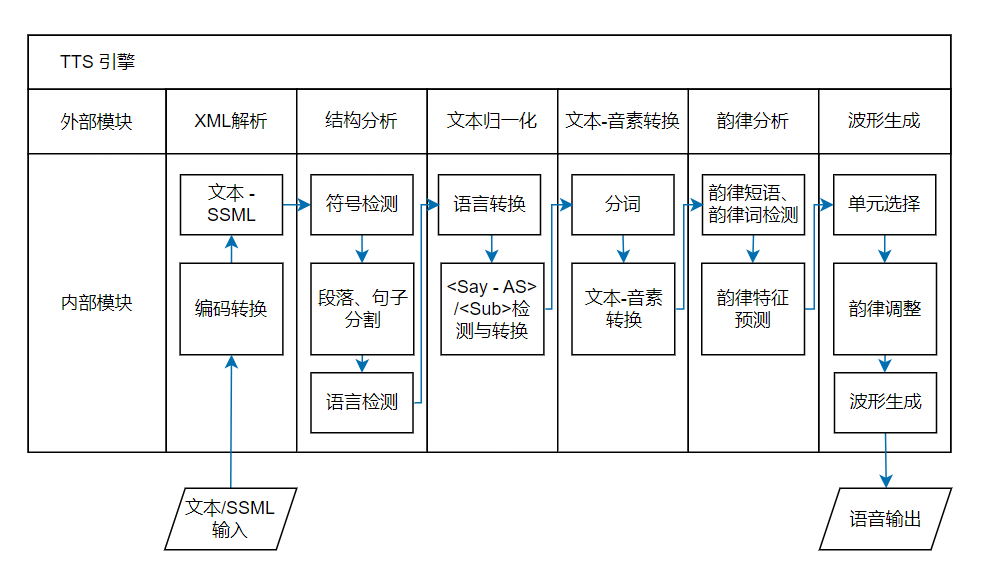 TTS 引擎
外部模块
XML解析
结构分析
文本归一化
文本-音素转换
韵律分析
波形生成
内部模块
文本 -
SSML
编码转换
符号检测
段落、句子
分割
语言检测
语言转换
<Say - AS>
/<Sub>检
测与转换
分词
文本-音素
转换
韵律短语、
韵律词检测
韵律特征
预测
单元选择
韵律调整
波形生成
文本/SSML
输入
语音输出